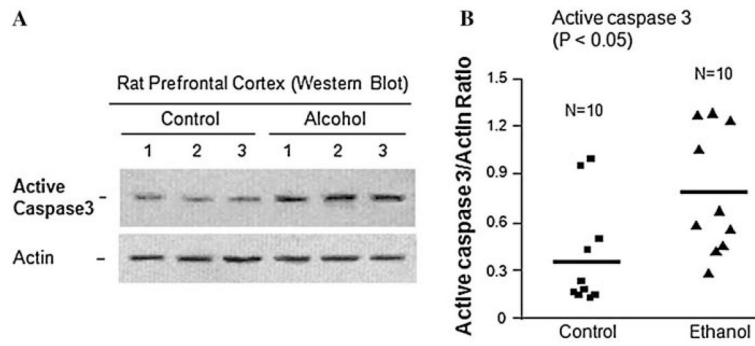 A
Rat Prefrontal Cortex (Western Blot)
Control Alcohol
1 2 3 1 2 3
Active
Caspase3 -
Actin -
B
Active caspase 3
(P < 0.05)
Active caspase 3/Actin Ratio
1.5
1.2
0.9
0.6
0.3
0
N=10
N=10
Control Ethanol